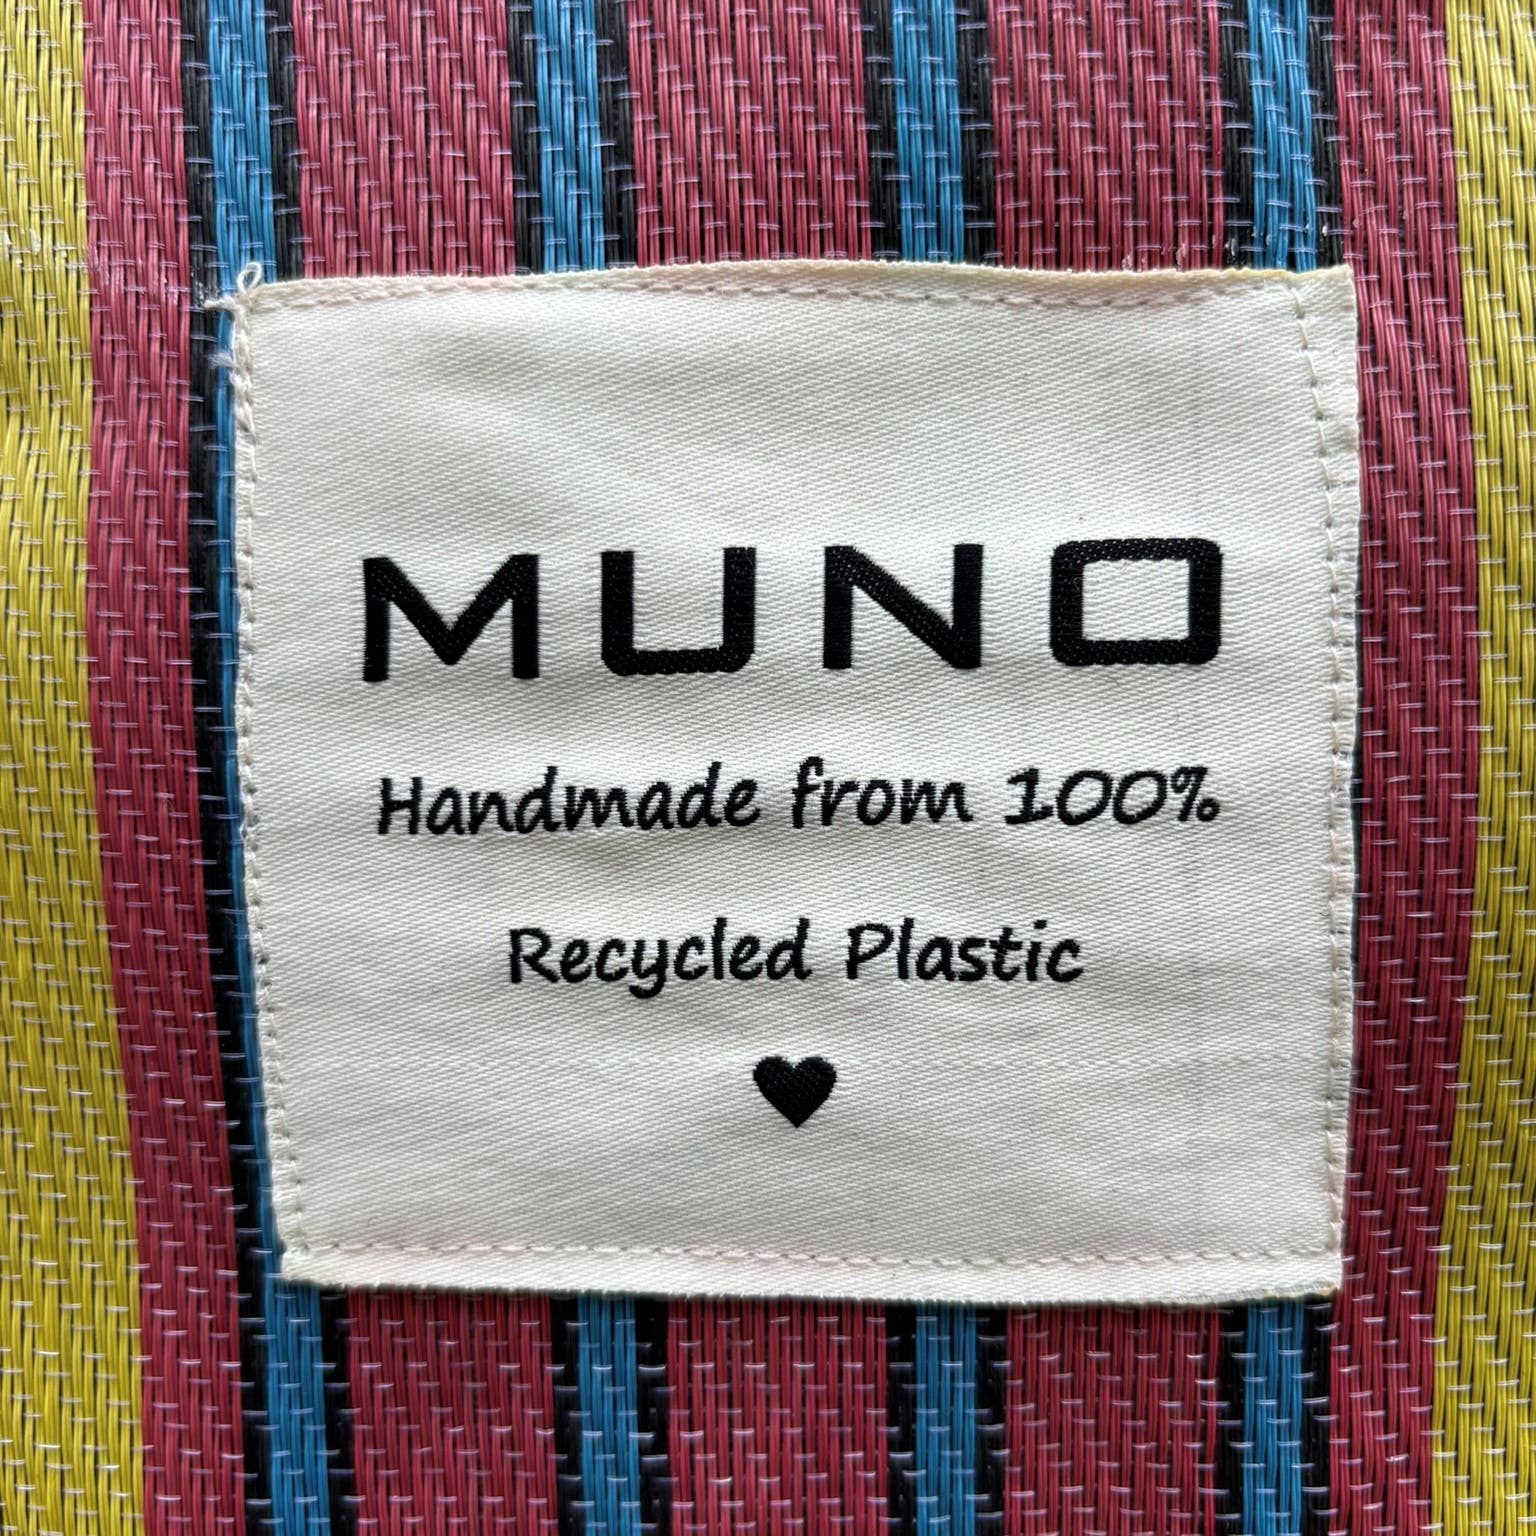 MUNO
Handmade from 100%
Recycled Plastic